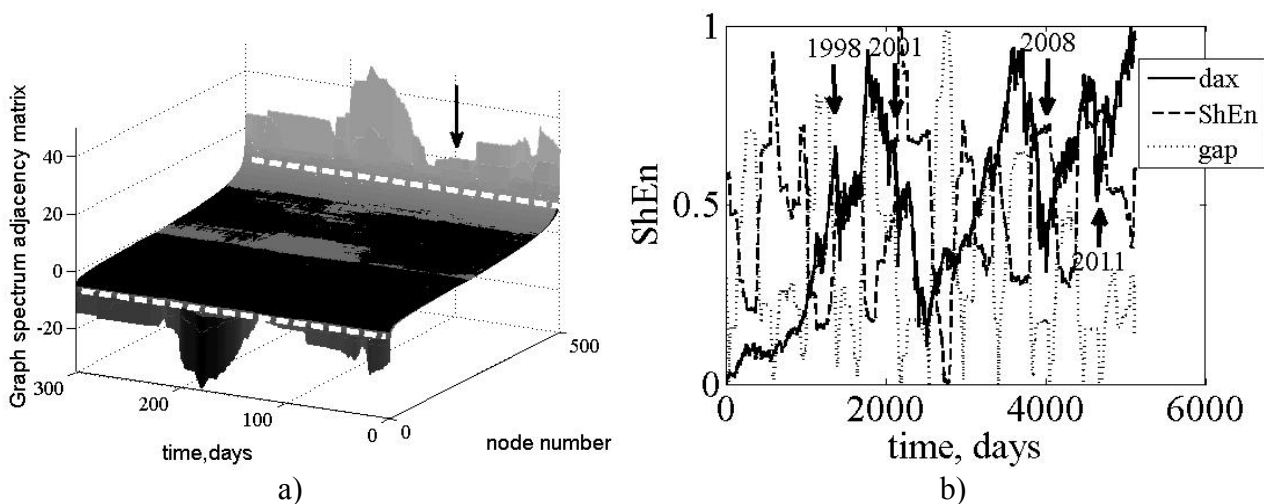 Graph spectrum adjacency matrix
40
20
0
-20
300
200
100
0
0
500
time,days
node number
a)
ShEn
1
0.5
0
1998
2001
2008
2011
dax
ShEn
gap
0
2000
4000
6000
time, days
b)